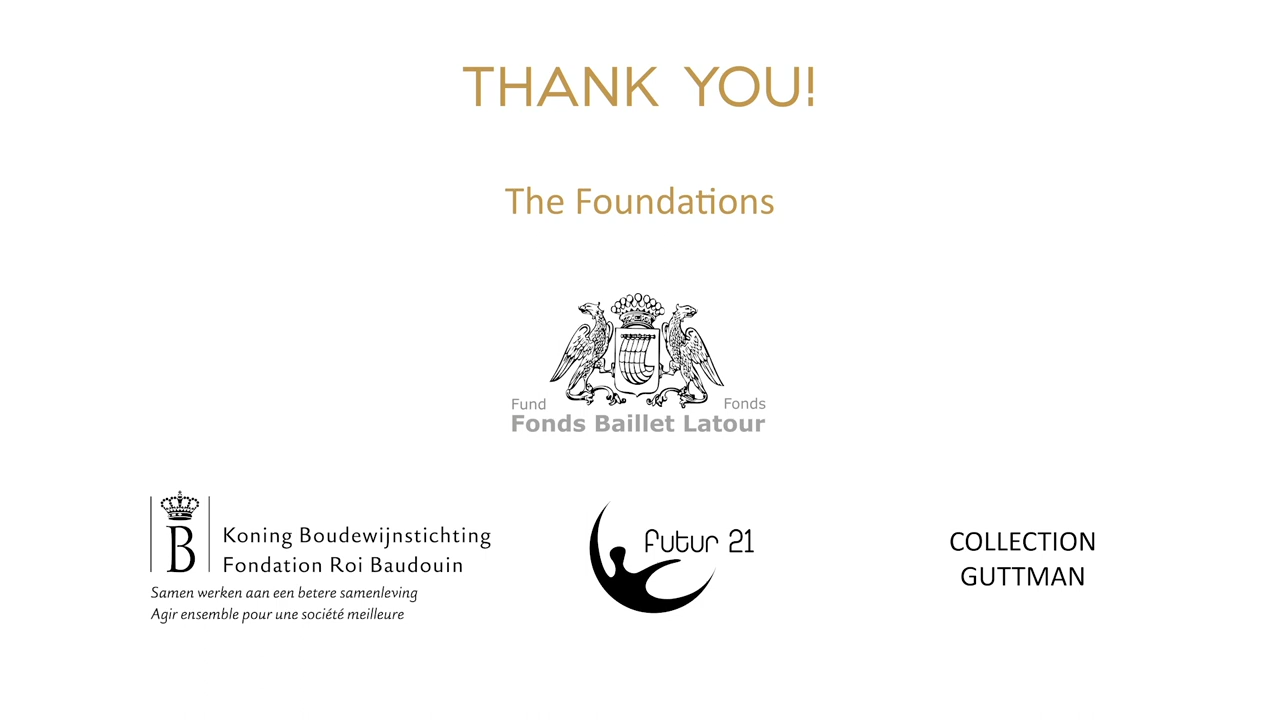 THANK YOU!
The Foundations
Fund Fonds
Fonds Baillet Latour
B
Koning Boudewijnstichting
Fondation Roi Baudouin
Samen werken aan een betere samenleving
Agir ensemble pour une société meilleure
Futur 21
COLLECTION
GUTTMAN